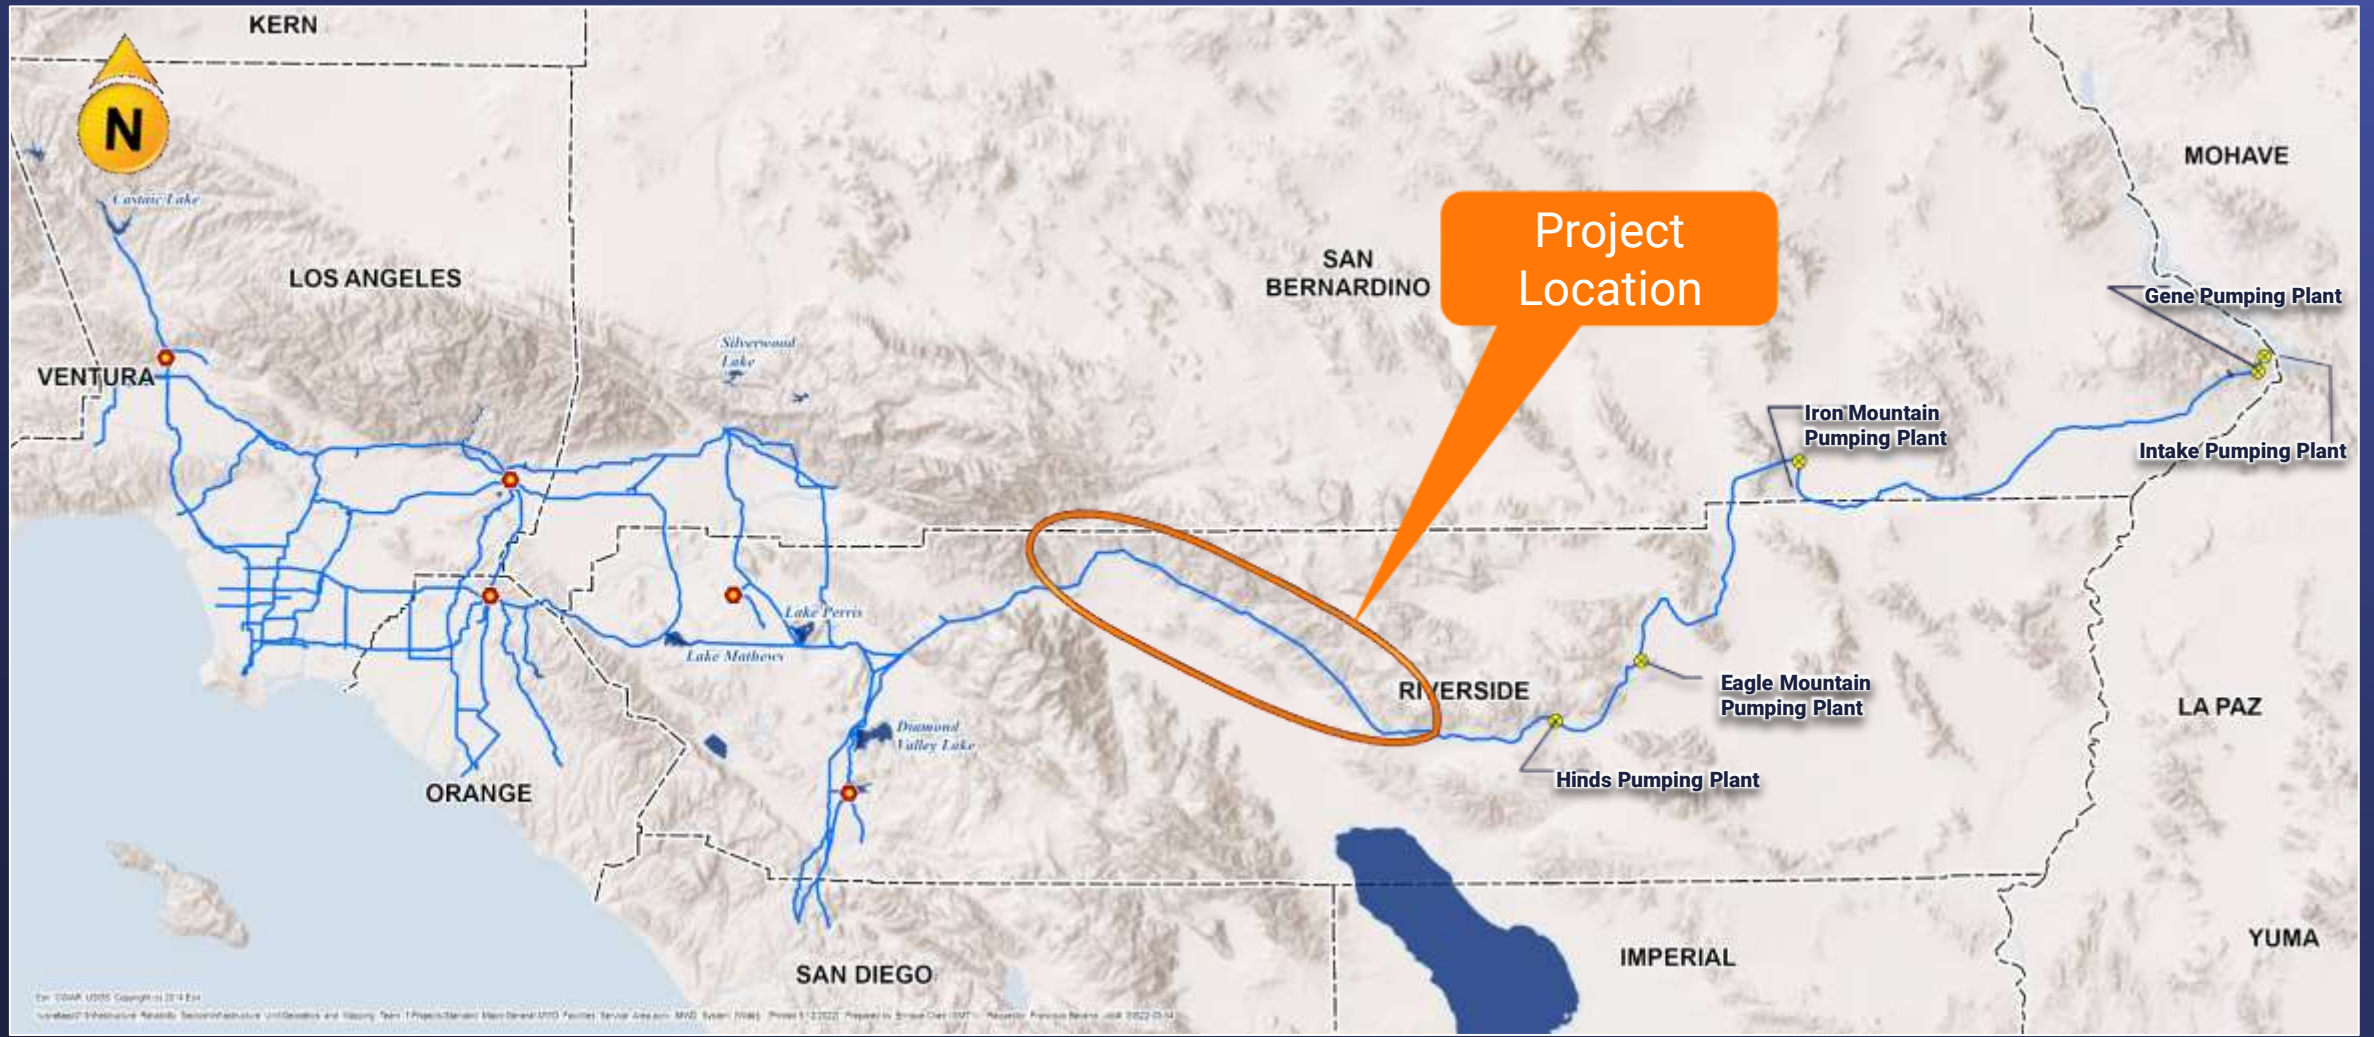 KERN
N
MOHAVE
Castaic Lake
Project
Location
LOS ANGELES
SAN
BERNARDINO
Gene Pumping Plant
Silverwood
Lake
VENTURA
Iron Mountain
Pumping Plant
Intake Pumping Plant
Lake Perris
Lake Mathews
RIVERSIDE
Eagle Mountain
Pumping Plant
LA PAZ
Diamond
Valley Lake
Hinds Pumping Plant
ORANGE
YUMA
IMPERIAL
SAN DIEGO